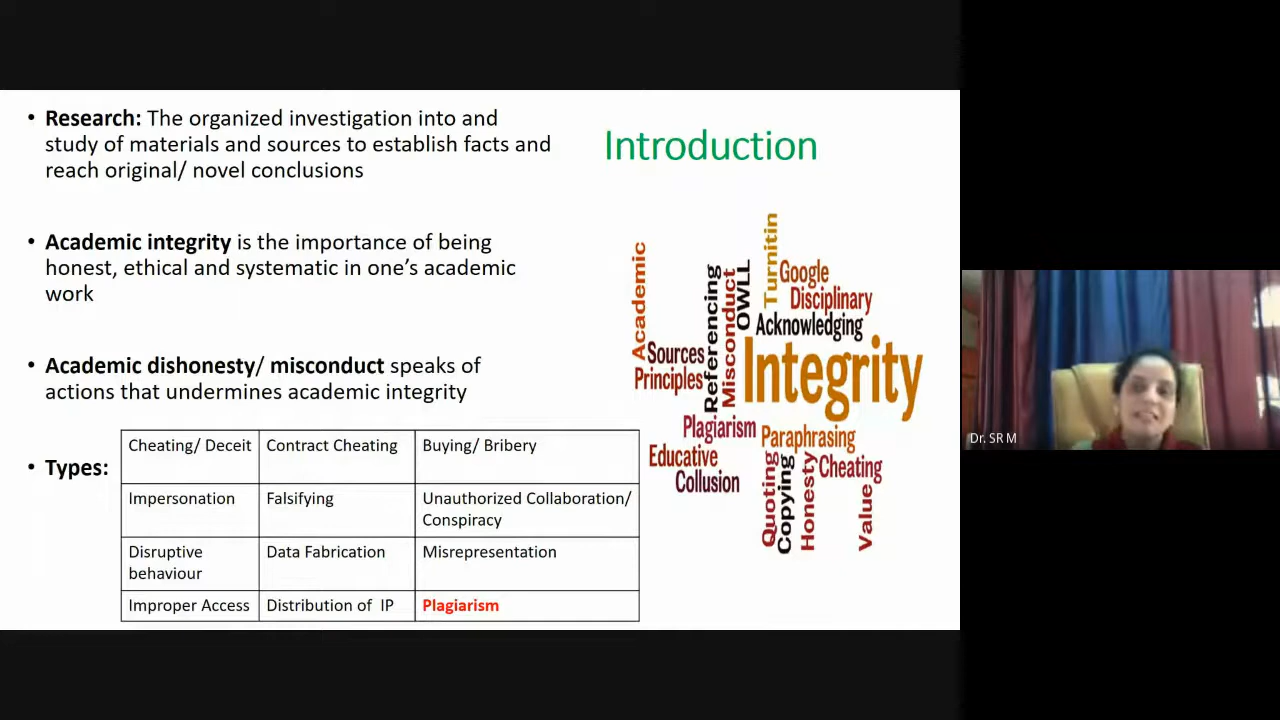 • Research: The organized investigation into and
study of materials and sources to establish facts and
reach original/ novel conclusions
• Academic integrity is the importance of being
honest, ethical and systematic in one's academic
work
• Academic dishonesty/ misconduct speaks of
actions that undermines academic integrity
• Types:
Cheating/ Deceit
Contract Cheating
Buying/ Bribery
Impersonation
Falsifying
Unauthorized Collaboration/
Conspiracy
Disruptive
behaviour
Data Fabrication
Misrepresentation
Improper Access
Distribution of IP
Plagiarism
Introduction
Academic
Sources
Principles
Referencing
Misconduct
OWLL
Turnitin
Google
Disciplinary
Acknowledging
Integrity
Plagiarism
Paraphrasing
Educative
Collusion
Quoting
Copying
Honesty
Cheating
Value
Dr. SR M